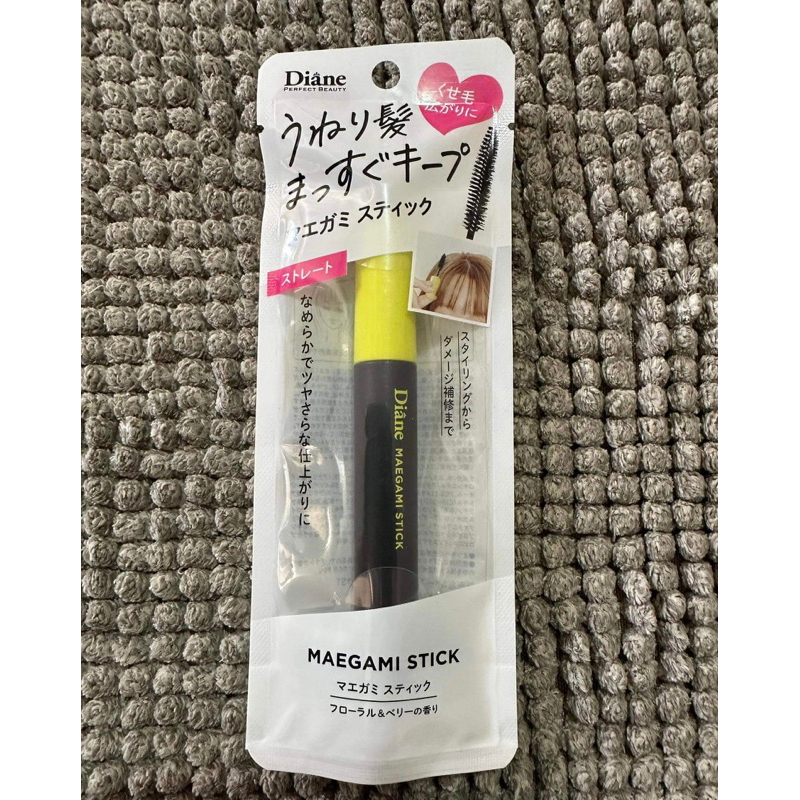 Diane
PERFECT BEAUTY
くせ毛
広がりに
うねり髪
まっすぐキープ
マエガミ スティック
ストレート
なめらかでツヤさらな仕上がりに
スタイリングから
ダメージ補修まで
Diane MAEGAMI STICK
MAEGAMI STICK
マエガミ スティック
フローラル&ベリーの香り